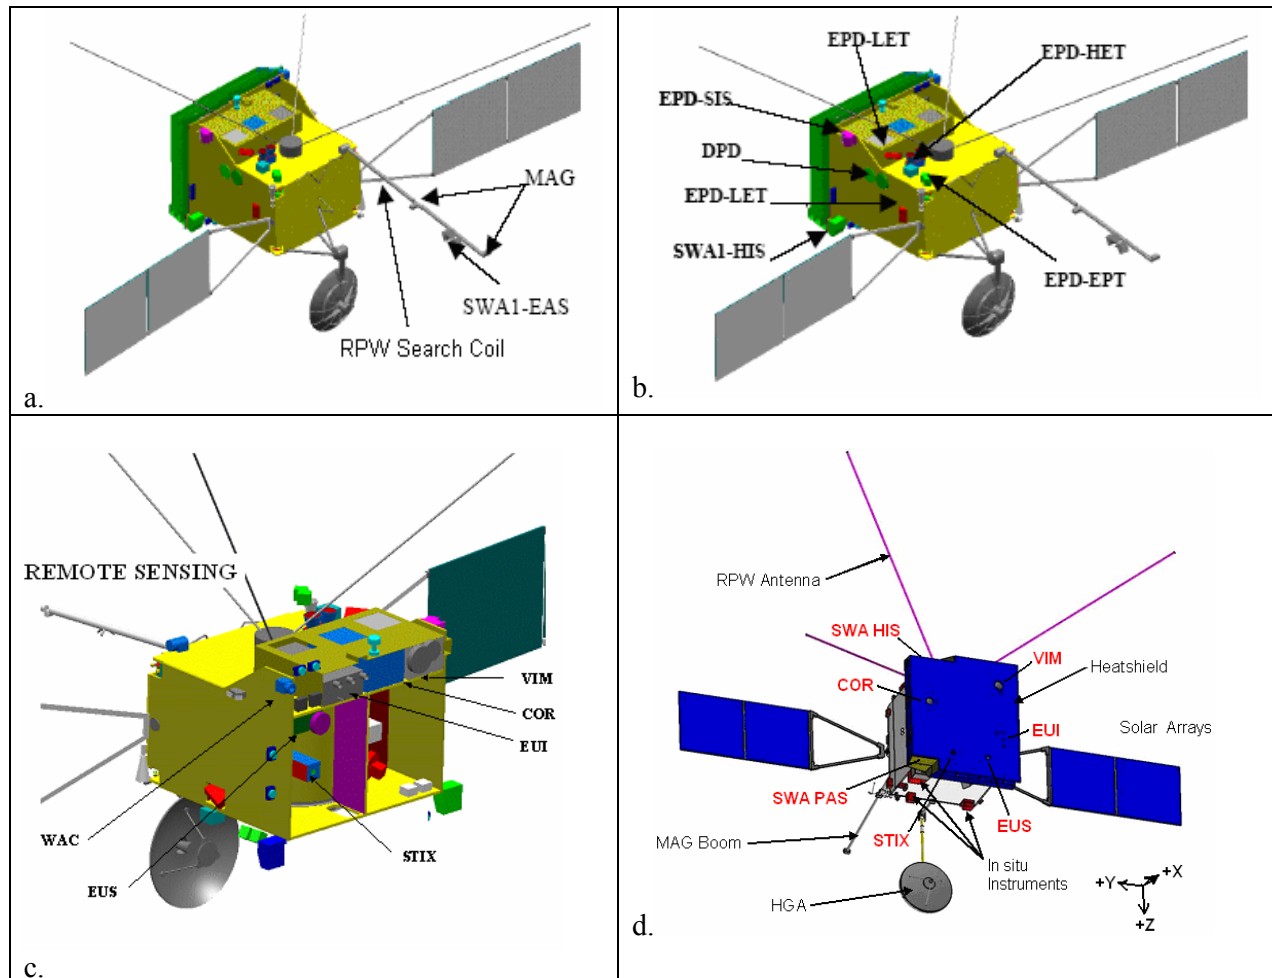 MAG
SWA1-EAS
RPW Search Coil
a.
EPD-LET
EPD-HET
EPD-SIS
DPD
EPD-LET
SWA1-HIS
EPD-EPT
b.
REMOTE SENSING
VIM
COR
EUI
WAC
STIX
EUS
c.
RPW Antenna
SWA HIS
VIM
COR
Heatshield
EUI
Solar Arrays
SWA PAS
EUS
STIX
MAG Boom
In situ
Instruments
+X
+Y
+Z
HGA
d.